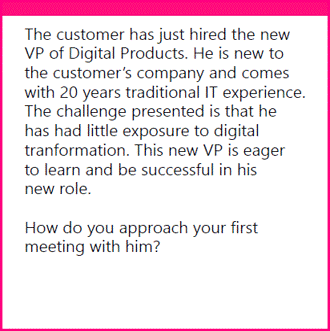 The customer has just hired the new
VP of Digital Products. He is new to
the customer's company and comes
with 20 years traditional IT experience.
The challenge presented is that he
has had little exposure to digital
tranformation. This new VP is eager
to learn and be successful in his
new role.
How do you approach your first
meeting with him?